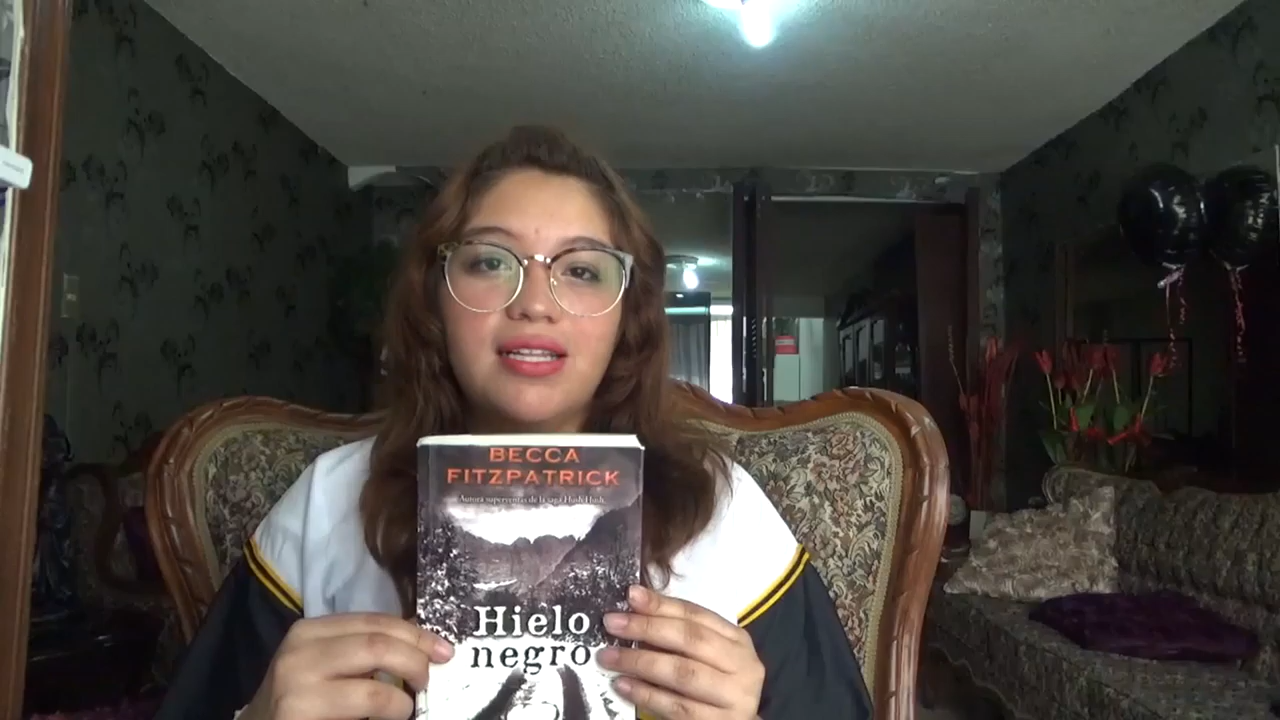 BECCA
FITZPATRICK
Autora superventas de la saga Hush Hush.
Hielo
negro